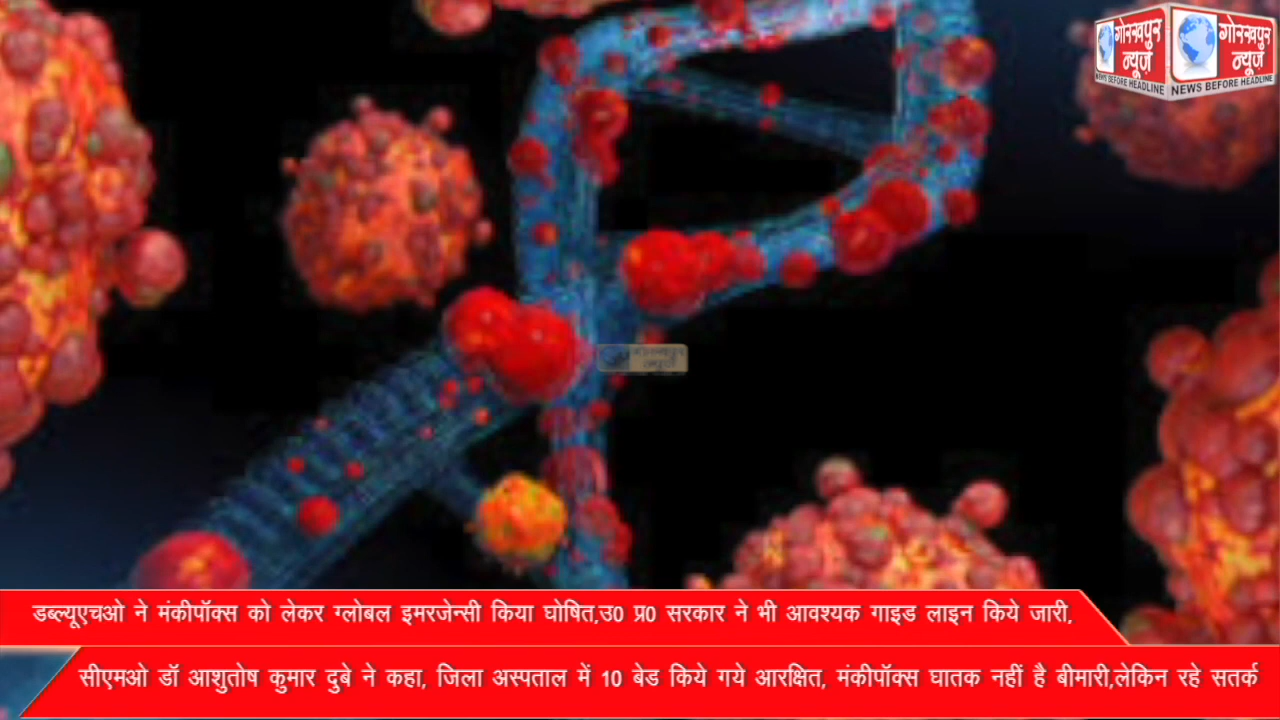 गोरखपुर गोरखपुर
न्यूज़ न्यूज़
NEWS BEFORE HEADLINE NEWS BEFORE HEADLINE
गोरखपुर
न्यूज़
डब्ल्यूएचओ ने मंकीपॉक्स को लेकर ग्लोबल इमरजेन्सी किया घोषित,उ0 प्र0 सरकार ने भी आवश्यक गाइड लाइन किये जारी,
सीएमओ डॉ आशुतोष कुमार दुबे ने कहा, जिला अस्पताल में 10 बेड किये गये आरक्षित, मंकीपॉक्स घातक नहीं है बीमारी,लेकिन रहे सतर्क